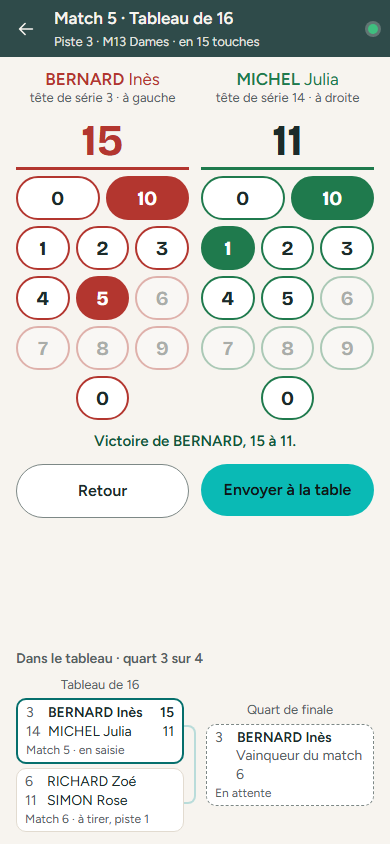 Match 5 · Tableau de 16
Piste 3 · M13 Dames · en 15 touches
BERNARD Inès
tête de série 3 · à gauche
15
MICHEL Julia
tête de série 14 · à droite
11
0 10
1 2 3
4 5 6
7 8 9
0
0 10
1 2 3
4 5 6
7 8 9
0
Victoire de BERNARD, 15 à 11.
Retour
Envoyer à la table
Dans le tableau · quart 3 sur 4
Tableau de 16
3 BERNARD Inès 15
14 MICHEL Julia 11
Match 5 · en saisie
6 RICHARD Zoé
11 SIMON Rose
Match 6 · à tirer, piste 1
Quart de finale
3 BERNARD Inès
Vainqueur du match
6
En attente